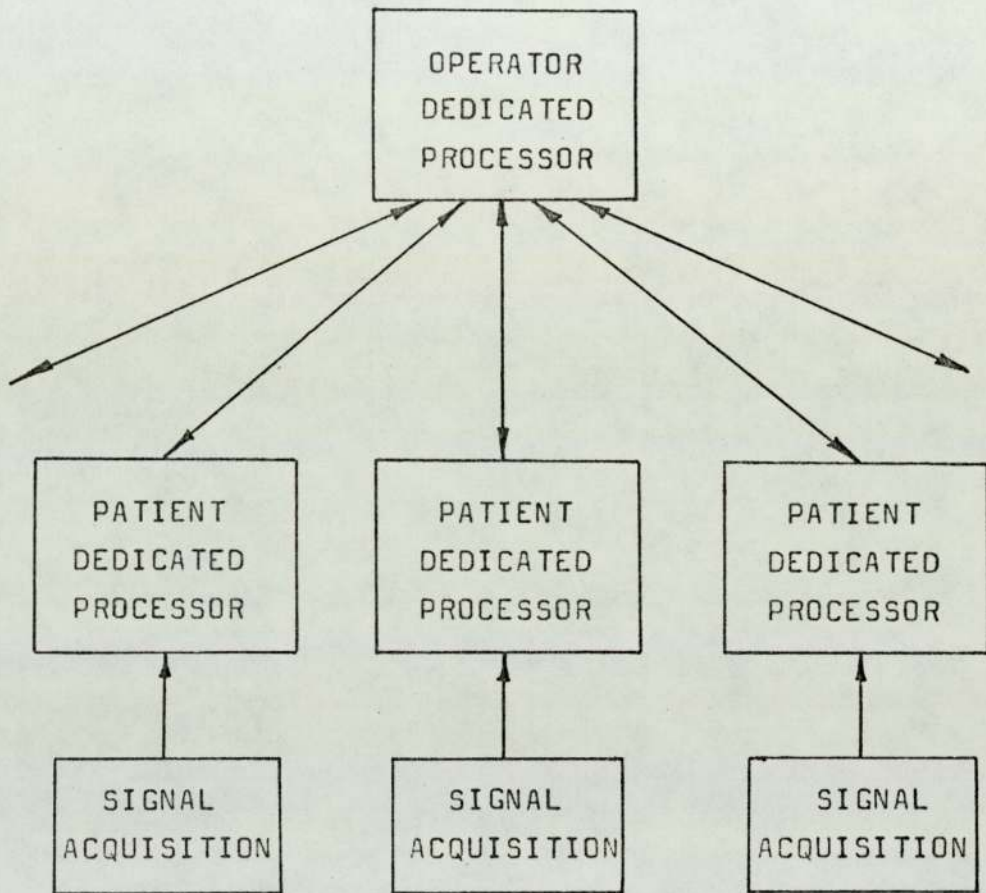 OPERATOR
DEDICATED
PROCESSOR
PATIENT
DEDICATED
PROCESSOR
PATIENT
DEDICATED
PROCESSOR
PATIENT
DEDICATED
PROCESSOR
SIGNAL
ACQUISITION
SIGNAL
ACQUISITION
SIGNAL
ACQUISITION